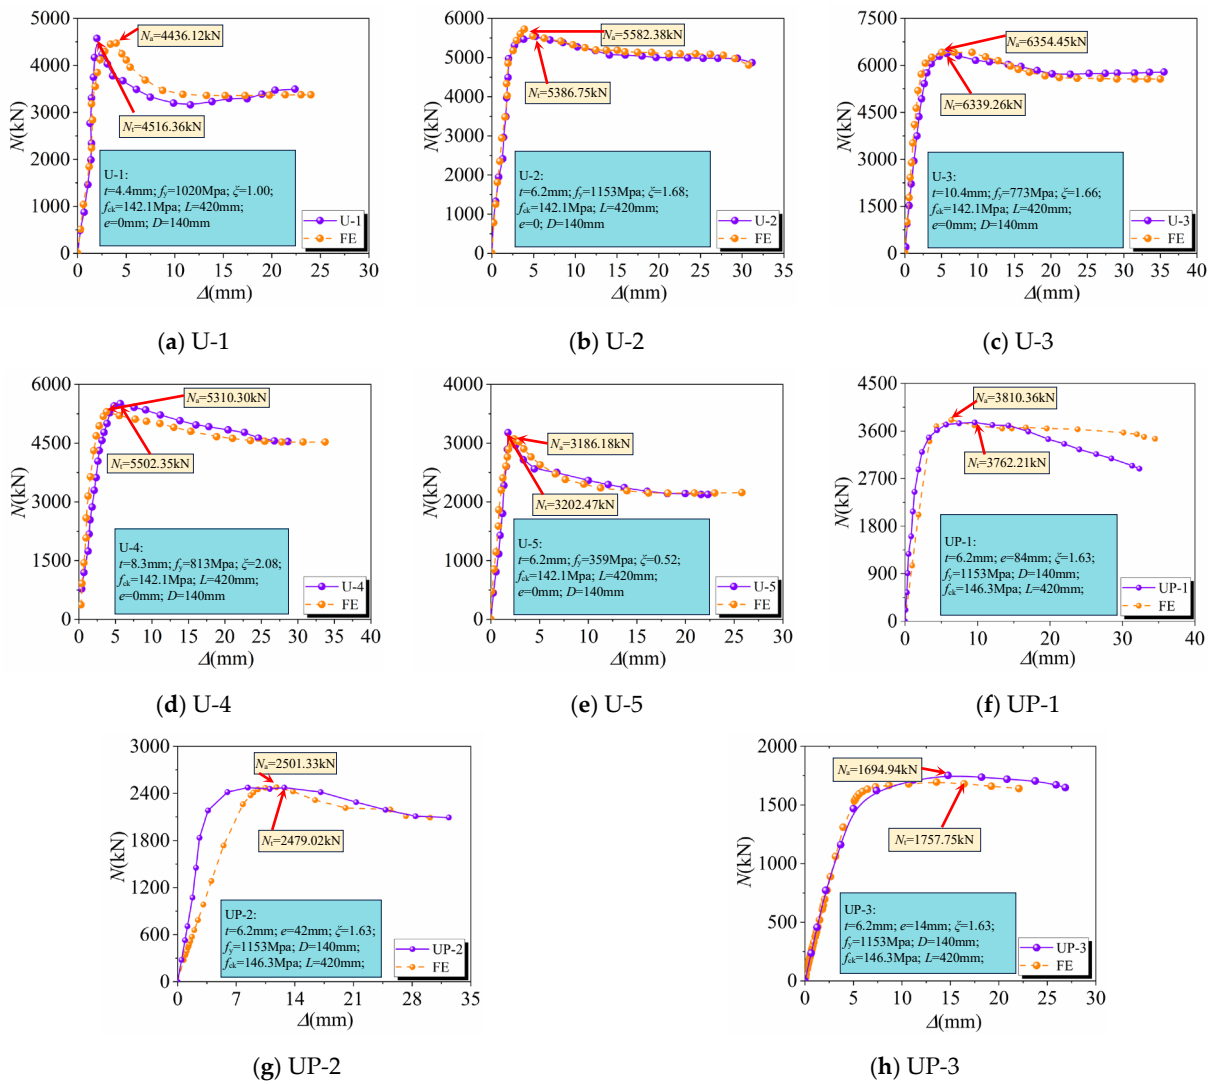 5000
4000
3000
2000
1000
0
N(kN)
Nₐ=4436.12kN
Nₜ=4516.36kN
U-1:
t=4.4mm; fy=1020Mpa; ξ=1.00;
fck=142.1Mpa; L=420mm;
e=0mm; D=140mm
U-1
FE
0 5 10 15 20 25 30
Δ(mm)
(a) U-1
6000
5000
4000
3000
2000
1000
0
N(kN)
Nₐ=5582.38kN
Nₜ=5386.75kN
U-2:
t=6.2mm; fy=1153Mpa; ξ=1.68;
fck=142.1Mpa; L=420mm;
e=0; D=140mm
U-2
FE
0 5 10 15 20 25 30 35
Δ(mm)
(b) U-2
7500
6000
4500
3000
1500
0
N(kN)
Nₐ=6354.45kN
Nₜ=6339.26kN
U-3:
t=10.4mm; fy=773Mpa; ξ=1.66;
fck=142.1Mpa; L=420mm;
e=0mm; D=140mm
U-3
FE
0 5 10 15 20 25 30 35 40
Δ(mm)
(c) U-3
6000
4500
3000
1500
0
N(kN)
Nₐ=5310.30kN
Nₜ=5502.35kN
U-4:
t=8.3mm; fy=813Mpa; ξ=2.08;
fck=142.1Mpa; L=420mm;
e=0mm; D=140mm
U-4
FE
0 5 10 15 20 25 30 35 40
Δ(mm)
(d) U-4
4000
3000
2000
1000
0
N(kN)
Nₐ=3186.18kN
Nₜ=3202.47kN
U-5:
t=6.2mm; fy=359Mpa; ξ=0.52;
fck=142.1Mpa; L=420mm;
e=0mm; D=140mm
U-5
FE
0 5 10 15 20 25 30
Δ(mm)
(e) U-5
4500
3600
2700
1800
900
0
N(kN)
Nₐ=3810.36kN
Nₜ=3762.21kN
UP-1:
t=6.2mm; e=84mm; ξ=1.63;
fy=1153Mpa; D=140mm;
fck=146.3Mpa; L=420mm;
UP-1
FE
0 10 20 30 40
Δ(mm)
(f) UP-1
3000
2400
1800
1200
600
0
N(kN)
Nₐ=2501.33kN
Nₜ=2479.02kN
UP-2:
t=6.2mm; e=42mm; ξ=1.63;
fy=1153Mpa; D=140mm;
fck=146.3Mpa; L=420mm;
UP-2
FE
0 7 14 21 28 35
Δ(mm)
(g) UP-2
2000
1500
1000
500
0
N(kN)
Nₐ=1694.94kN
Nₜ=1757.75kN
UP-3:
t=6.2mm; e=14mm; ξ=1.63;
fy=1153Mpa; D=140mm;
fck=146.3Mpa; L=420mm;
UP-3
FE
0 5 10 15 20 25 30
Δ(mm)
(h) UP-3